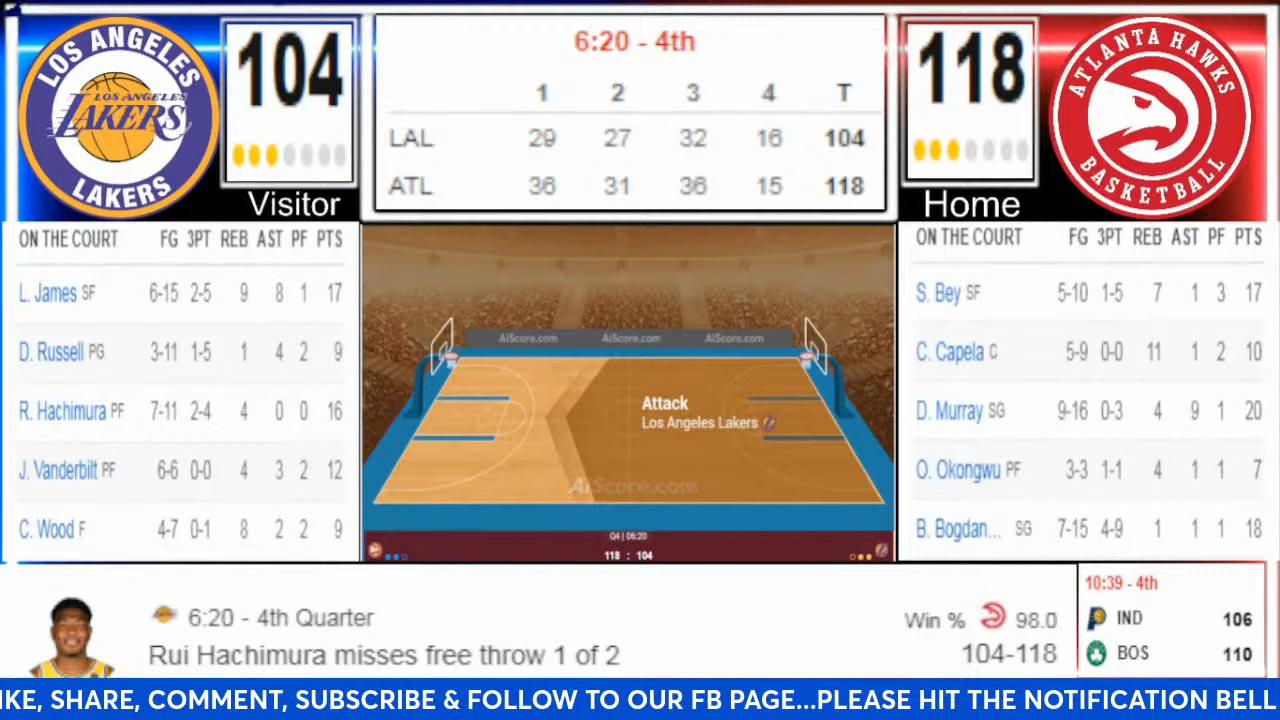 LOS ANGELES
LOS ANGELES
LAKERS
LAKERS
104
Visitor
6:20 - 4th
1 2 3 4 T
LAL 29 27 32 16 104
ATL 36 31 36 15 118
118
Home
ATLANTA HAWKS
BASKETBALL
ON THE COURT FG 3PT REB AST PF PTS
L. James SF 6-15 2-5 9 8 1 17
D. Russell PG 3-11 1-5 1 4 2 9
R. Hachimura PF 7-11 2-4 4 0 0 16
J. Vanderbilt PF 6-6 0-0 4 3 2 12
C. Wood F 4-7 0-1 8 2 2 9
AiScore.com AiScore.com AiScore.com
Attack
Los Angeles Lakers
AiScore.com
Q4 | 06:20
118 : 104
ON THE COURT FG 3PT REB AST PF PTS
S. Bey SF 5-10 1-5 7 1 3 17
C. Capela C 5-9 0-0 11 1 2 10
D. Murray SG 9-16 0-3 4 9 1 20
O. Okongwu PF 3-3 1-1 4 1 1 7
B. Bogdan... SG 7-15 4-9 1 1 1 18
6:20 - 4th Quarter
Rui Hachimura misses free throw 1 of 2
Win % 98.0
104-118
10:39 - 4th
IND 106
BOS 110
IKE, SHARE, COMMENT, SUBSCRIBE & FOLLOW TO OUR FB PAGE...PLEASE HIT THE NOTIFICATION BELL